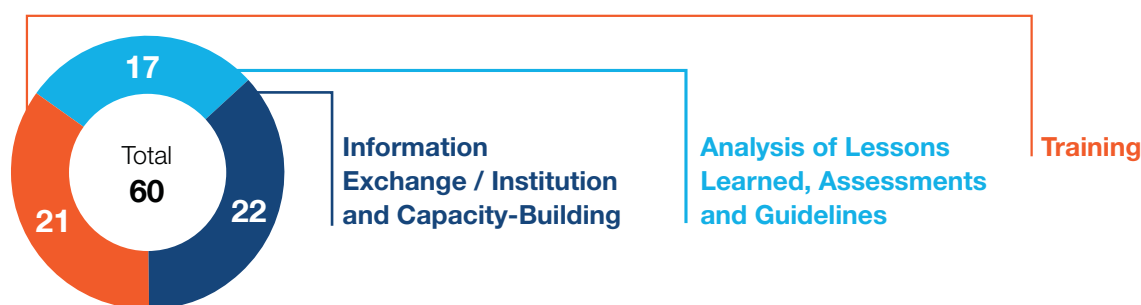 17
Total
60
21
22
Information
Exchange / Institution
and Capacity-Building
Analysis of Lessons
Learned, Assessments
and Guidelines
Training